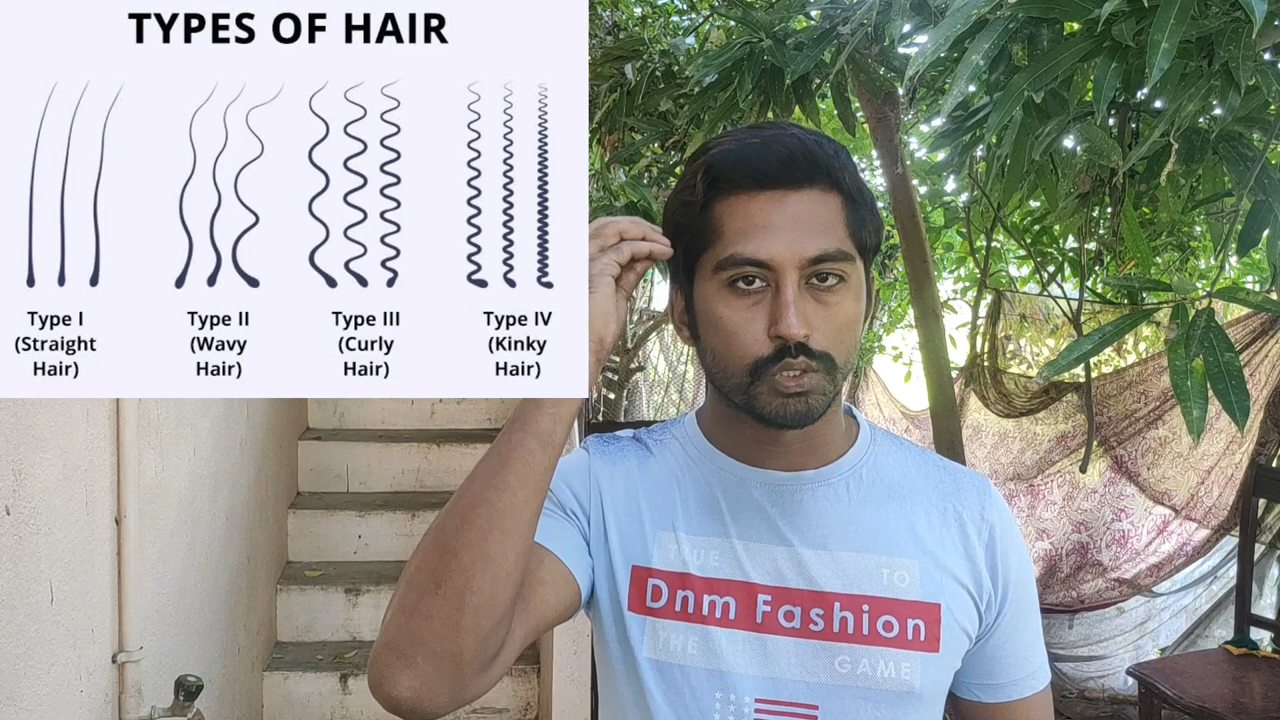 TYPES OF HAIR
Type I
(Straight
Hair)
Type II
(Wavy
Hair)
Type III
(Curly
Hair)
Type IV
(Kinky
Hair)
TRUE
TO
Dnm Fashion
THE
GAME